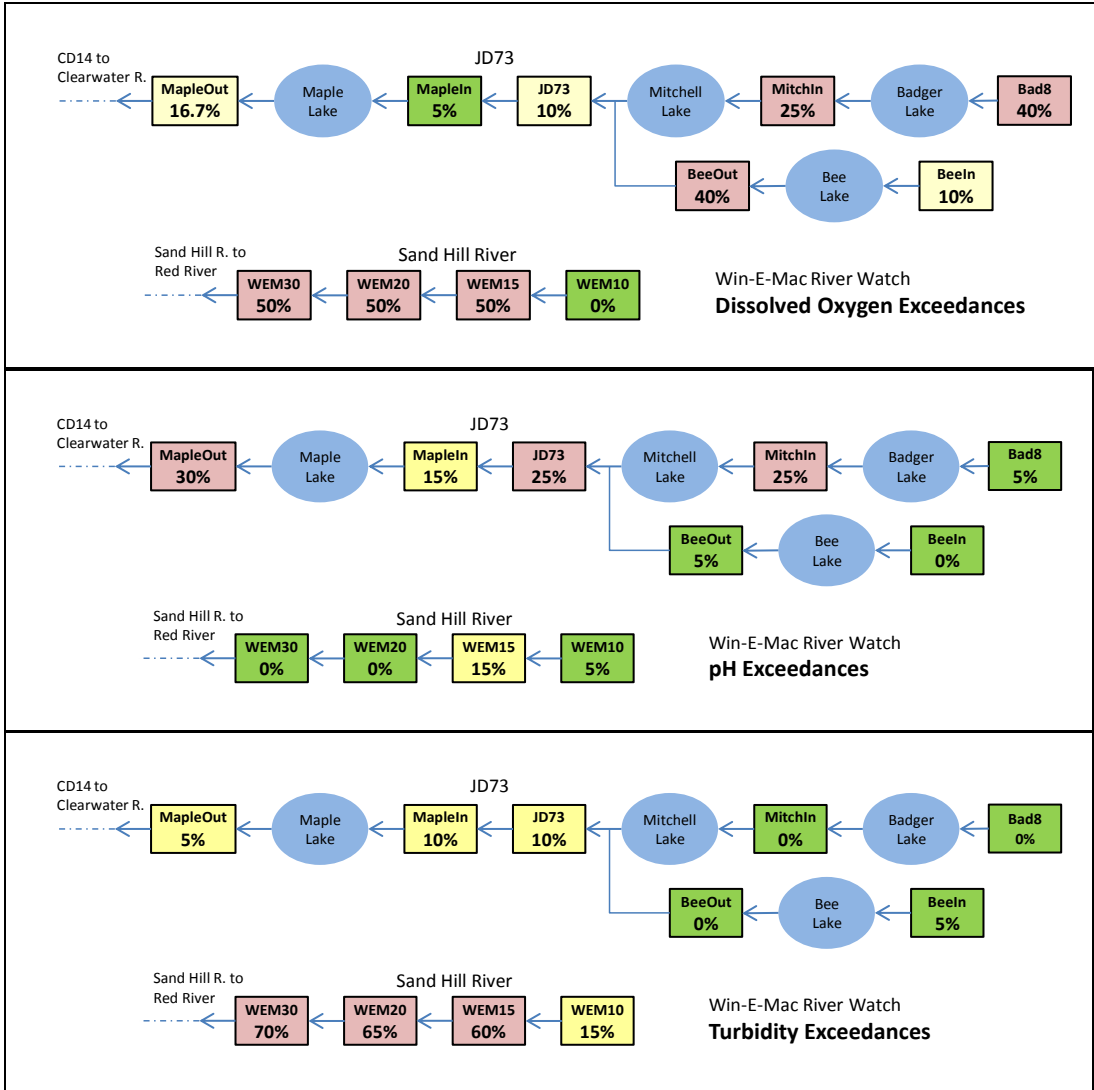 JD73
CD14 to
Clearwater R.
MapleOut
16.7%
Maple
Lake
MapleIn
5%
JD73
10%
Mitchell
Lake
MitchIn
25%
Badger
Lake
Bad8
40%
BeeOut
40%
Bee
Lake
BeeIn
10%
Sand Hill R. to
Red River
Sand Hill River
WEM30
50%
WEM20
50%
WEM15
50%
WEM10
0%
Win-E-Mac River Watch
Dissolved Oxygen Exceedances
JD73
CD14 to
Clearwater R.
MapleOut
30%
Maple
Lake
MapleIn
15%
JD73
25%
Mitchell
Lake
MitchIn
25%
Badger
Lake
Bad8
5%
BeeOut
5%
Bee
Lake
BeeIn
0%
Sand Hill R. to
Red River
Sand Hill River
WEM30
0%
WEM20
0%
WEM15
15%
WEM10
5%
Win-E-Mac River Watch
pH Exceedances
JD73
CD14 to
Clearwater R.
MapleOut
5%
Maple
Lake
MapleIn
10%
JD73
10%
Mitchell
Lake
MitchIn
0%
Badger
Lake
Bad8
0%
BeeOut
0%
Bee
Lake
BeeIn
5%
Sand Hill R. to
Red River
Sand Hill River
WEM30
70%
WEM20
65%
WEM15
60%
WEM10
15%
Win-E-Mac River Watch
Turbidity Exceedances